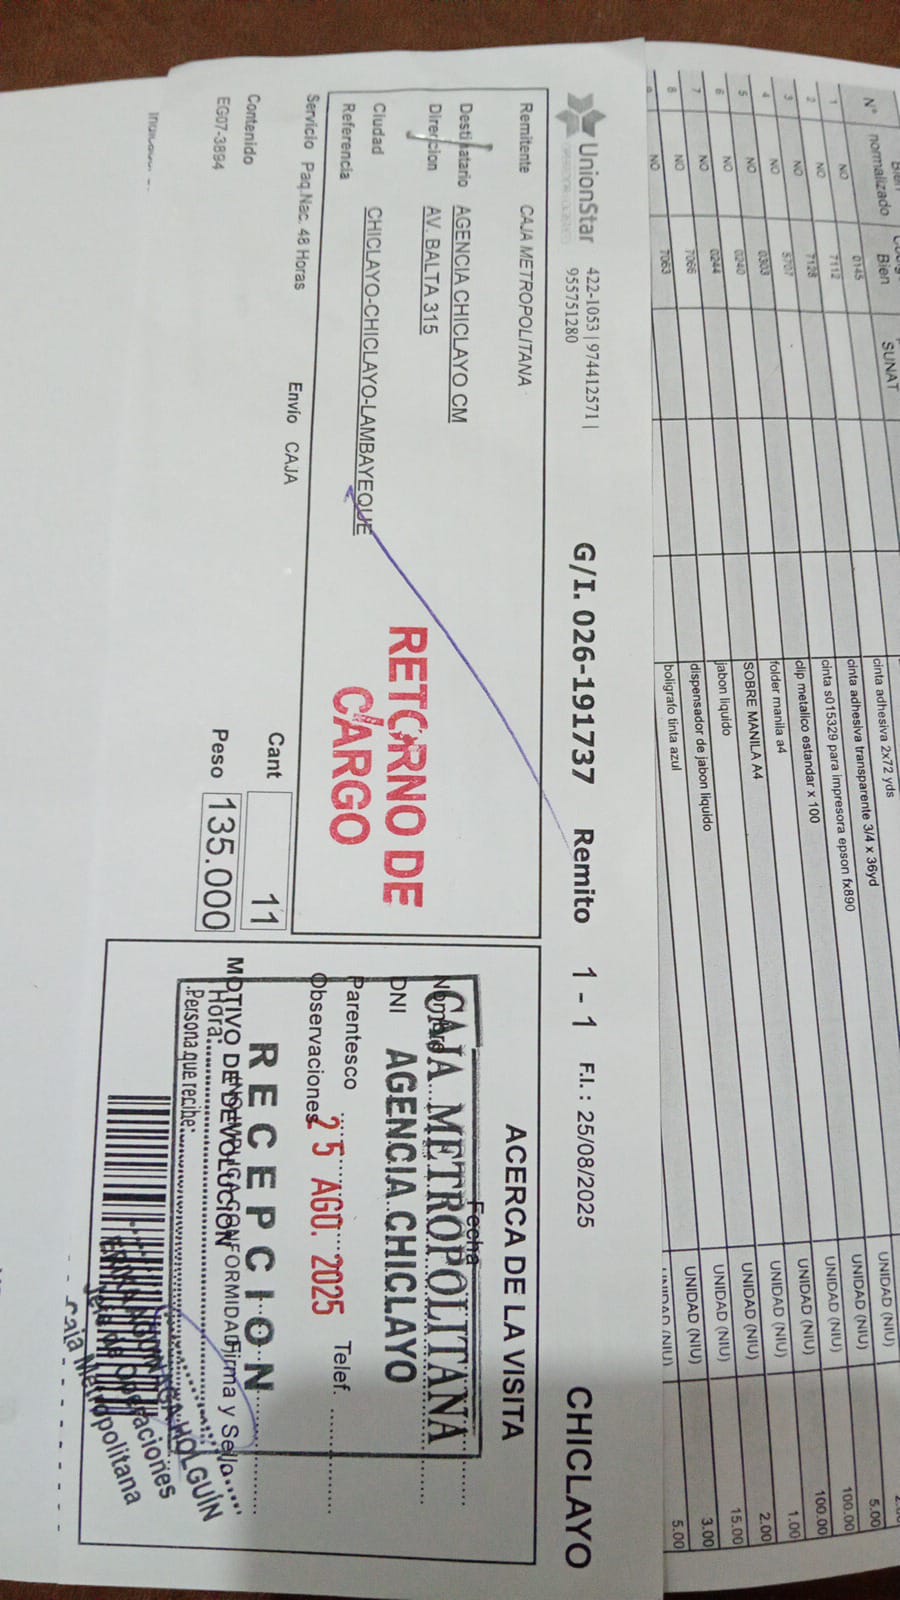 N° normalizado Bien SUNAT
1 NO 0145 cinta adhesiva 2x72 yds UNIDAD (NIU)
2 NO 7112 cinta adhesiva transparente 3/4 x 36yd UNIDAD (NIU) 5.00
3 NO 7128 cinta s015329 para impresora epson fx890 UNIDAD (NIU) 100.00
4 NO 5707 clip metalico estandar x 100 UNIDAD (NIU) 100.00
5 NO 0303 folder manila a4 UNIDAD (NIU) 1.00
6 NO 0240 SOBRE MANILA A4 UNIDAD (NIU) 2.00
7 NO 0244 jabon liquido UNIDAD (NIU) 15.00
8 NO 7066 dispensador de jabon liquido UNIDAD (NIU) 3.00
NO 7063 boligrafo tinta azul UNIDAD (NIU) 5.00
UnionStar 422-1053 | 974412571 | 955751280 G/I. 026-191737 Remito 1 - 1 F.I. : 25/08/2025 CHICLAYO
Remitente CAJA METROPOLITANA
Destinatario AGENCIA CHICLAYO CM
Direccion AV. BALTA 315
Ciudad CHICLAYO-CHICLAYO-LAMBAYEQUE
Referencia
RETORNO DE
CARGO
Servicio Paq.Nac. 48 Horas Envío CAJA
Contenido Cant 11
EG07-3894 Peso 135.000
ACERCA DE LA VISITA
Fecha
Nombre
CAJA METROPOLITANA
DNI
AGENCIA CHICLAYO
Parentesco Telef.
Observaciones
25 AGO. 2025
RECEPCION
MOTIVO DE DEVOLUCION Firma y Sello
Hora:
Persona que recibe:
HOLGUÍN
Jefa de Operaciones
Caja Metropolitana